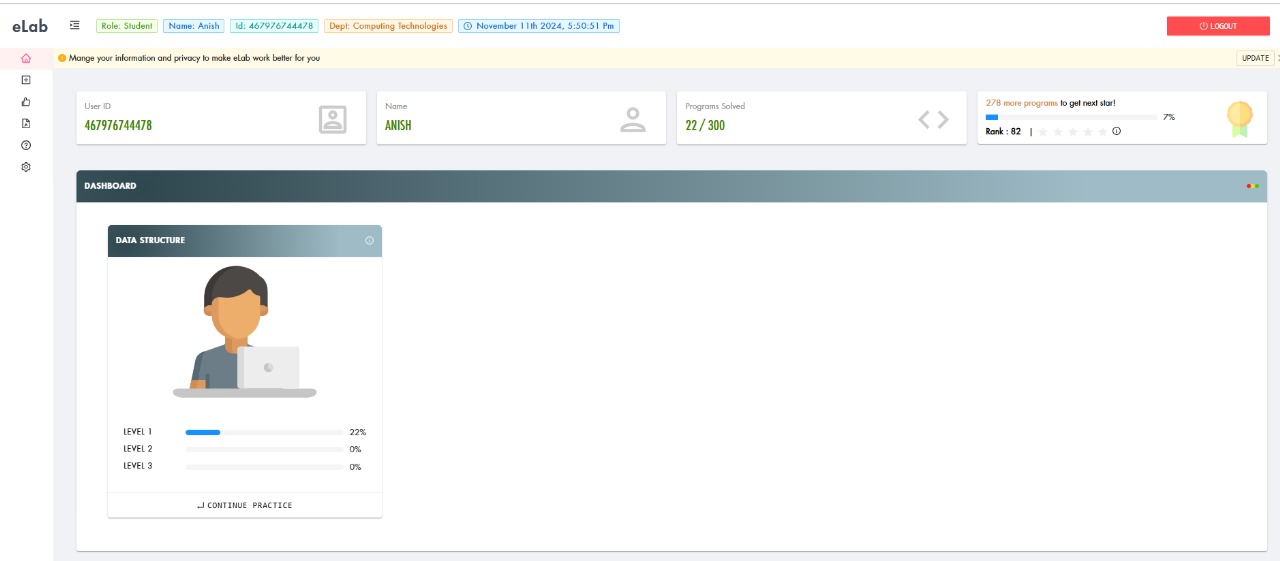 eLab Role: Student Name: Anish Id: 467976744478 Dept: Computing Technologies November 11th 2024, 5:50:51 Pm LOGOUT
Mange your information and privacy to make eLab work better for you UPDATE
User ID
467976744478
Name
ANISH
Programs Solved
22 / 300
278 more programs to get next star!
7%
Rank : 82 |
DASHBOARD
DATA STRUCTURE
LEVEL 1 22%
LEVEL 2 0%
LEVEL 3 0%
CONTINUE PRACTICE